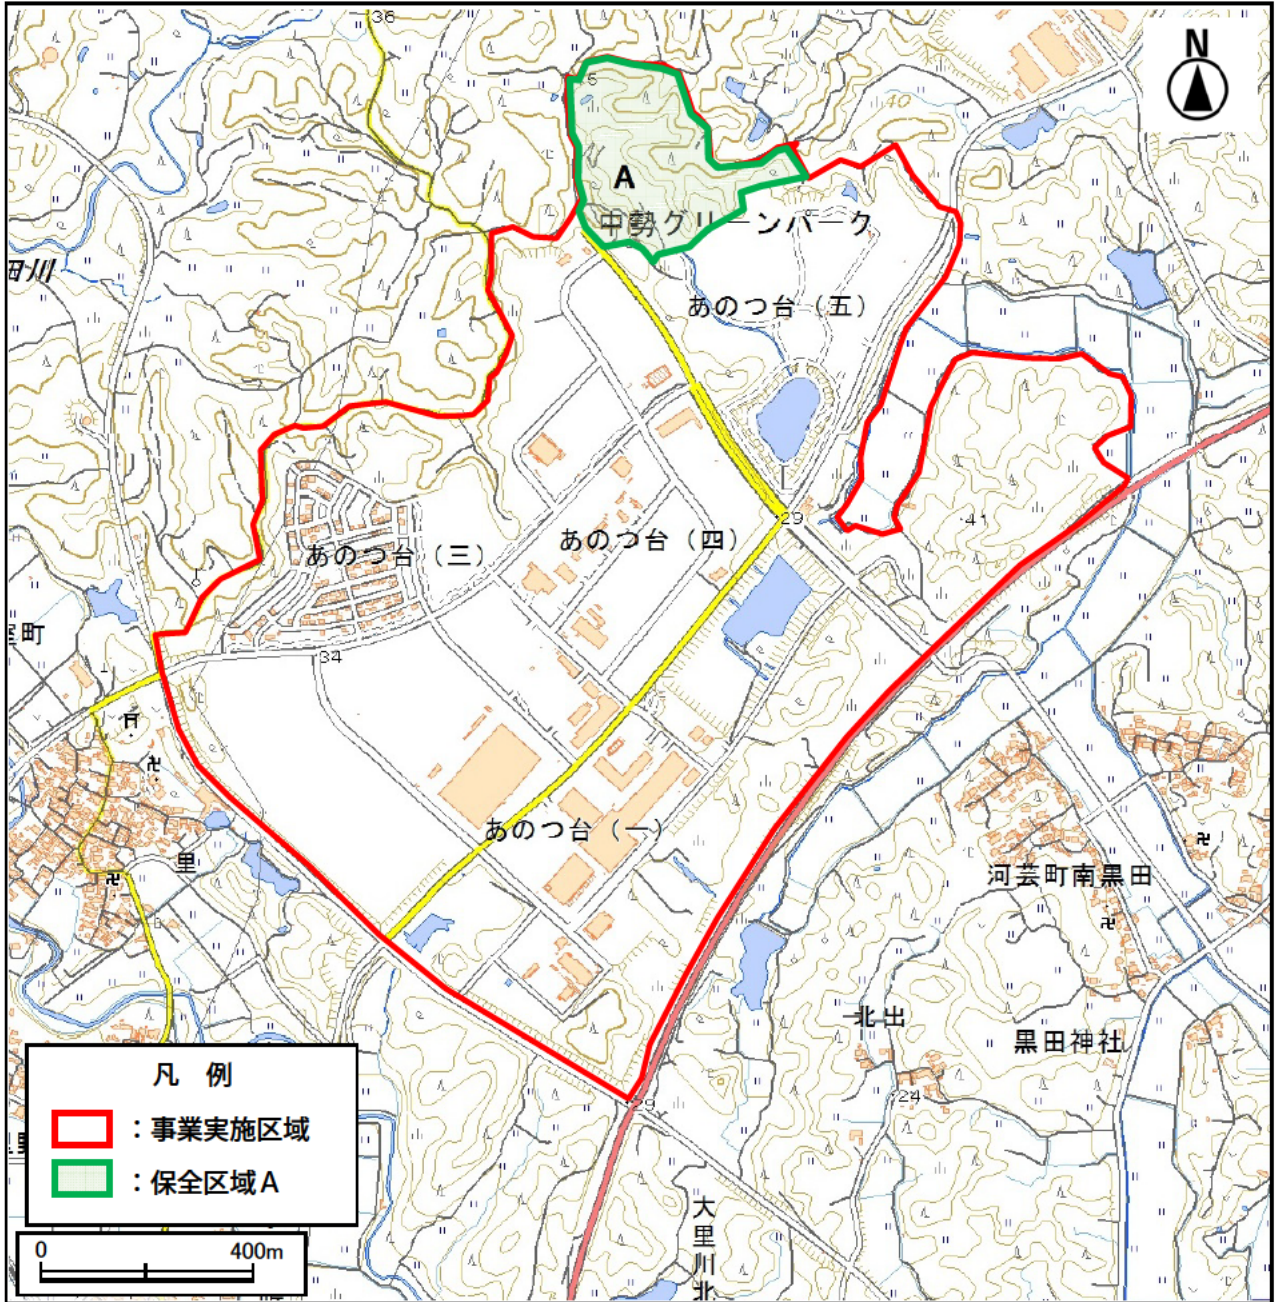 36
N
5
40
A
中勢グリーンパーク
田川
あのつ台（五）
29
41
あのつ台（四）
あのつ台（三）
町
34
あのつ台（一）
里
河芸町南黒田
北出
黒田神社
24
29
凡 例
：事業実施区域
：保全区域A
0 400m
大里川北